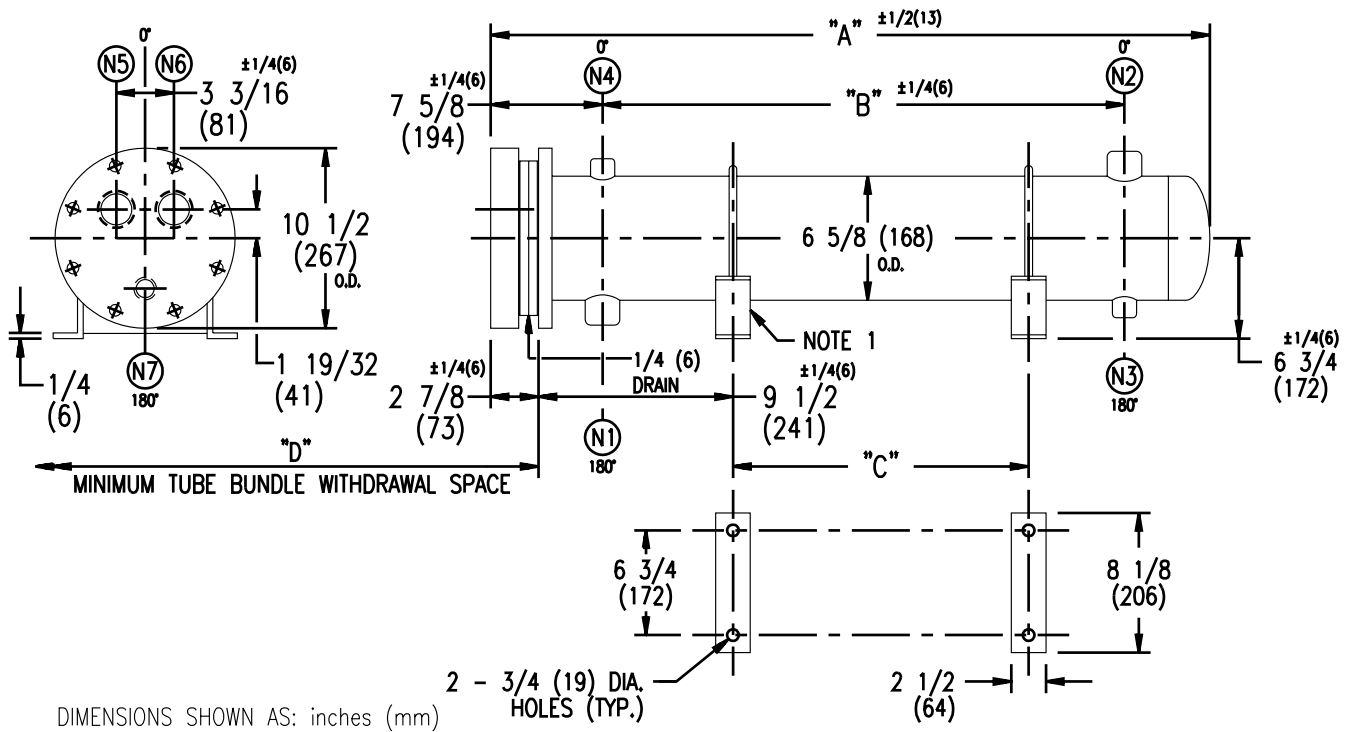 0°
N5
N6
±1/4(6)
3 3/16
(81)
10 1/2
(267)
O.D.
1 19/32
(41)
1/4
(6)
N7
180°
"A" ±1/2(13)
0°
N4
0°
N2
±1/4(6)
7 5/8
(194)
"B" ±1/4(6)
6 5/8 (168)
O.D.
NOTE 1
±1/4(6)
6 3/4
(172)
1/4 (6)
DRAIN
±1/4(6)
2 7/8
(73)
±1/4(6)
9 1/2
(241)
N1
180°
N3
180°
"D"
MINIMUM TUBE BUNDLE WITHDRAWAL SPACE
"C"
6 3/4
(172)
8 1/8
(206)
2 - 3/4 (19) DIA.
HOLES (TYP.)
2 1/2
(64)
DIMENSIONS SHOWN AS: inches (mm)